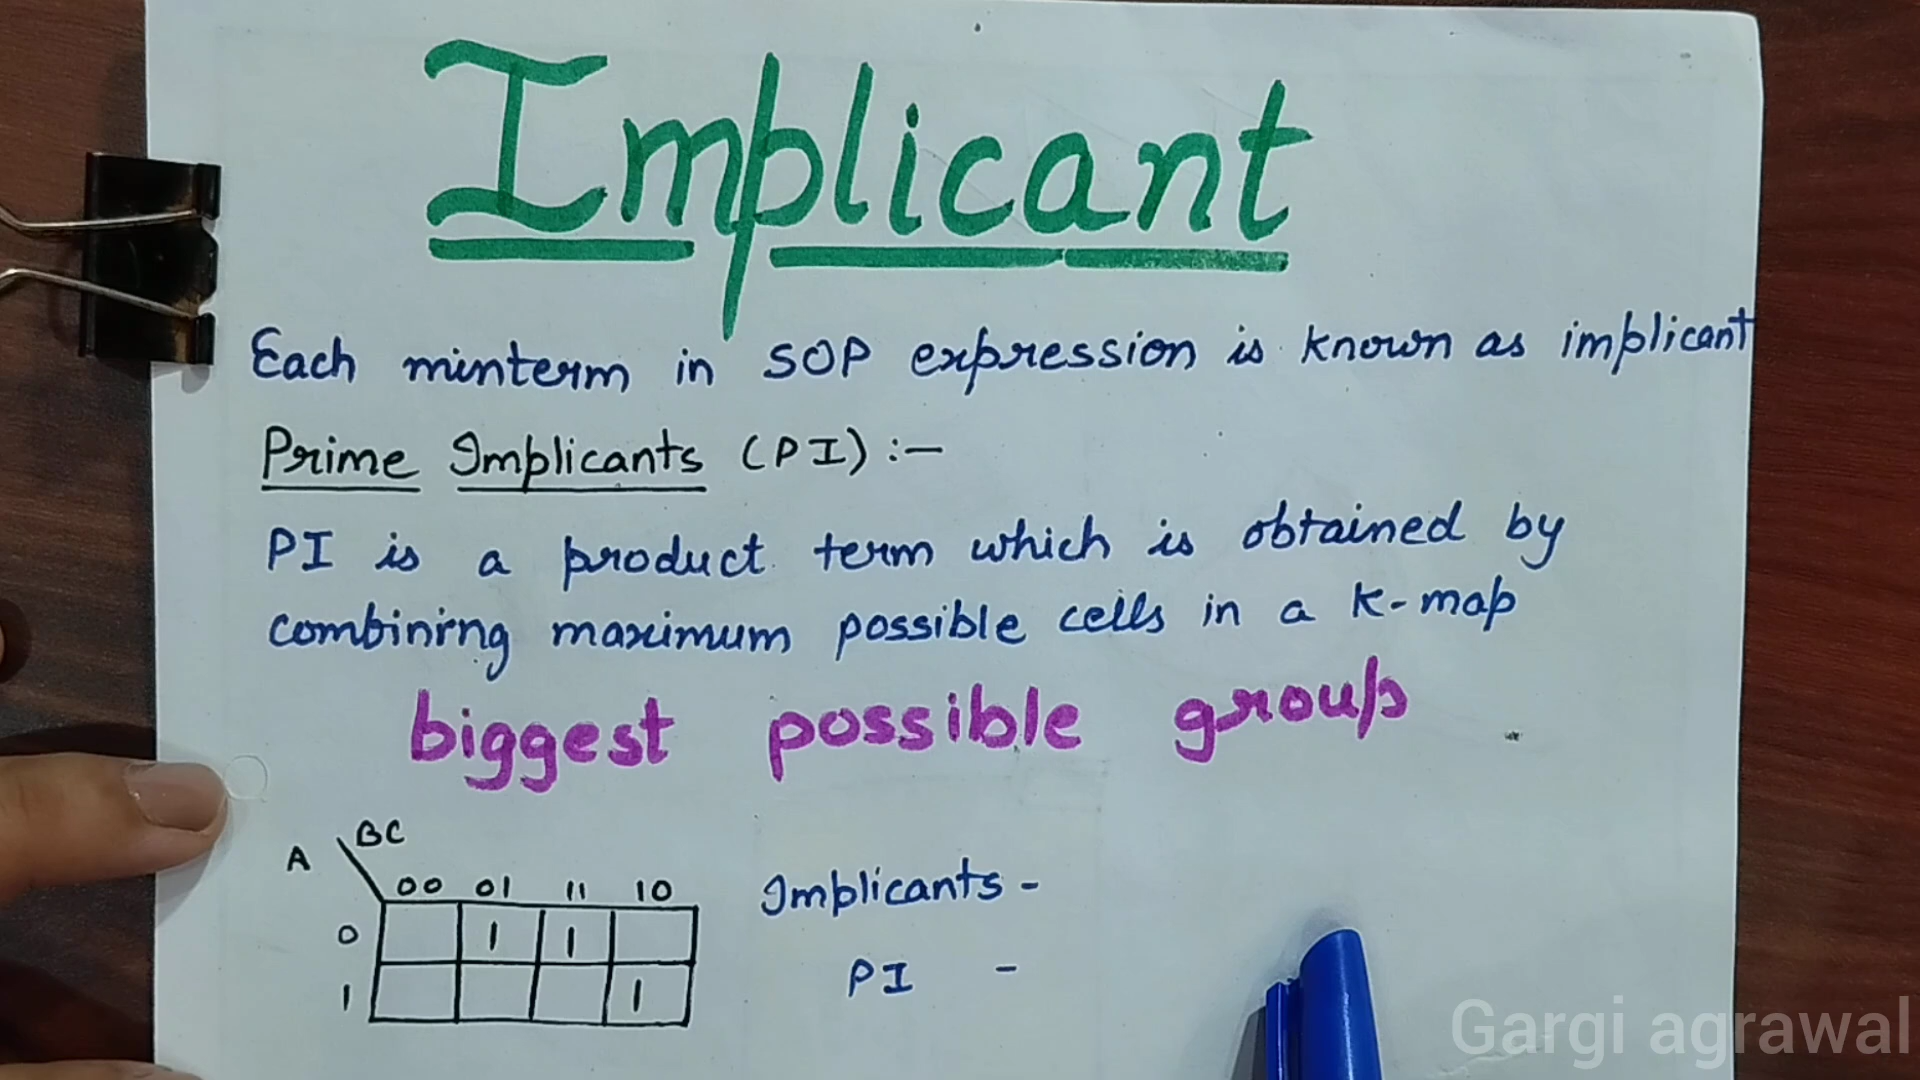 Implicant
Each minterm in SOP expression is known as implicant
Prime Implicants (PI) :-
PI is a product term which is obtained by
combinirng maximum possible cells in a K-map
biggest possible group
A BC
00 01 11 10
0 1 1
1 1
Implicants -
PI -
Gargi agrawal